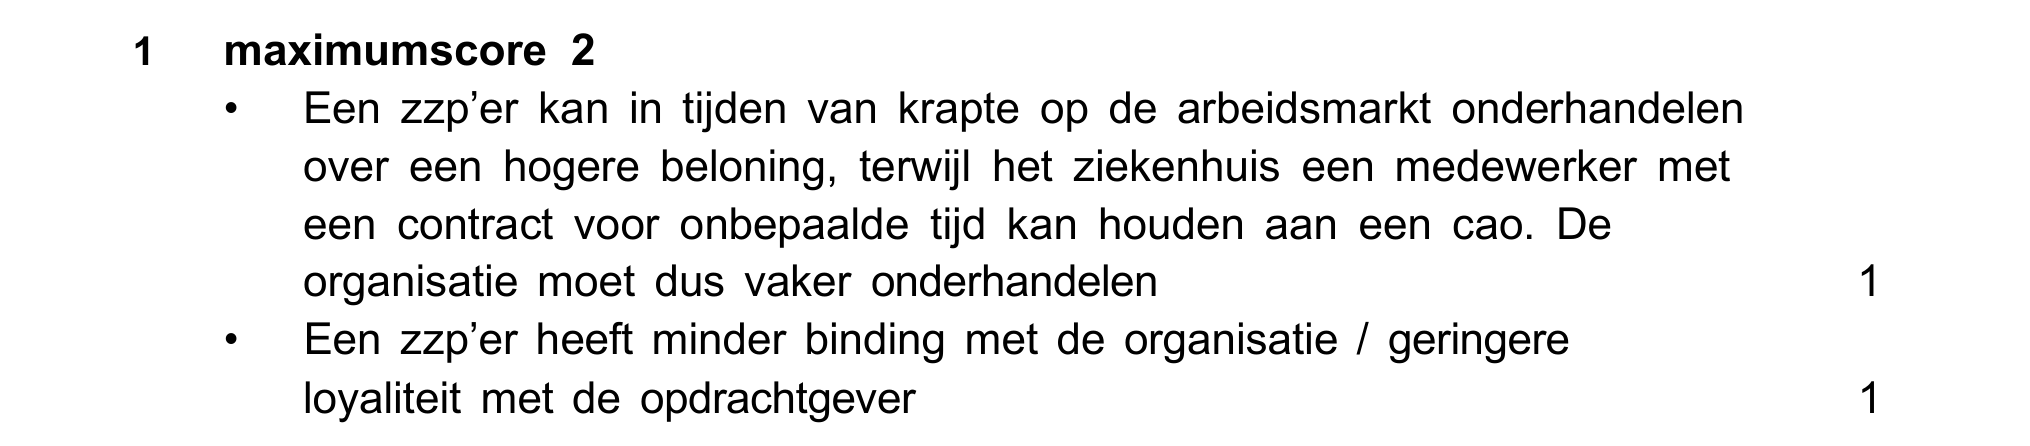 1 maximumscore 2
• Een zzp’er kan in tijden van krapte op de arbeidsmarkt onderhandelen
over een hogere beloning, terwijl het ziekenhuis een medewerker met
een contract voor onbepaalde tijd kan houden aan een cao. De
organisatie moet dus vaker onderhandelen 1
• Een zzp’er heeft minder binding met de organisatie / geringere
loyaliteit met de opdrachtgever 1